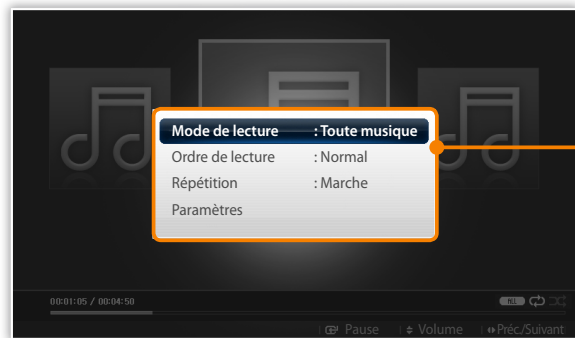 Mode de lecture : Toute musique
Ordre de lecture : Normal
Répétition : Marche
Paramètres
00:01:05 / 00:04:50
ALL
Pause Volume Préc./Suivant